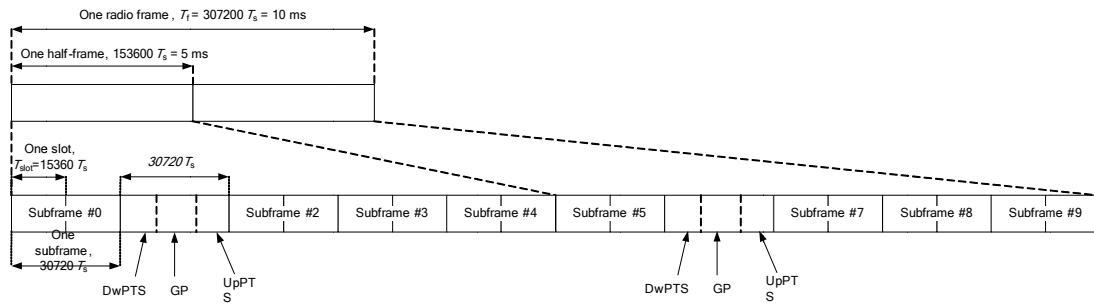 One radio frame , Tf = 307200 Ts = 10 ms
One half-frame, 153600 Ts = 5 ms
One slot,
Tslot=15360 Ts
30720Ts
Subframe #0
Subframe #2
Subframe #3
Subframe #4
Subframe #5
Subframe #7
Subframe #8
Subframe #9
One
subframe ,
30720 Ts
DwPTS
GP
UpPT
S
DwPTS
GP
UpPT
S